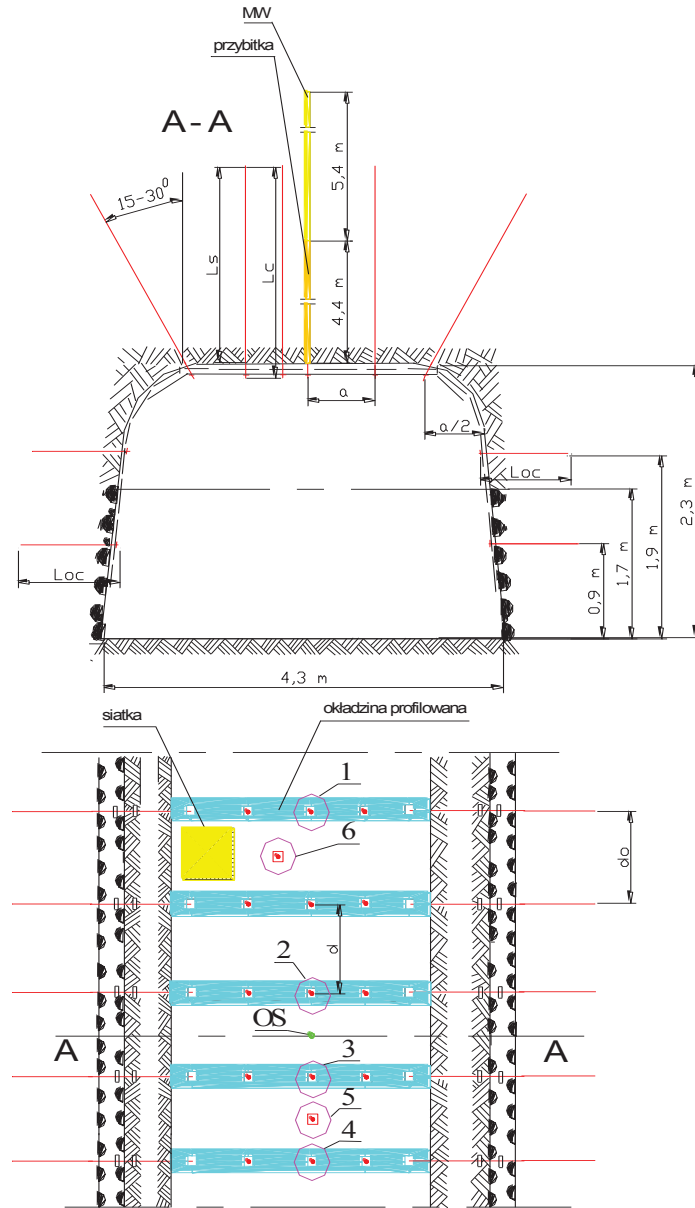 MW
przybitka
A-A
15-30⁰
5,4 m
Ls
Lc
4,4 m
a
a/2
Loc
Loc
0,9 m
1,7 m
1,9 m
2,3 m
4,3 m
siatka
okładzina profilowana
1
6
do
d
2
OS
A
A
3
5
4